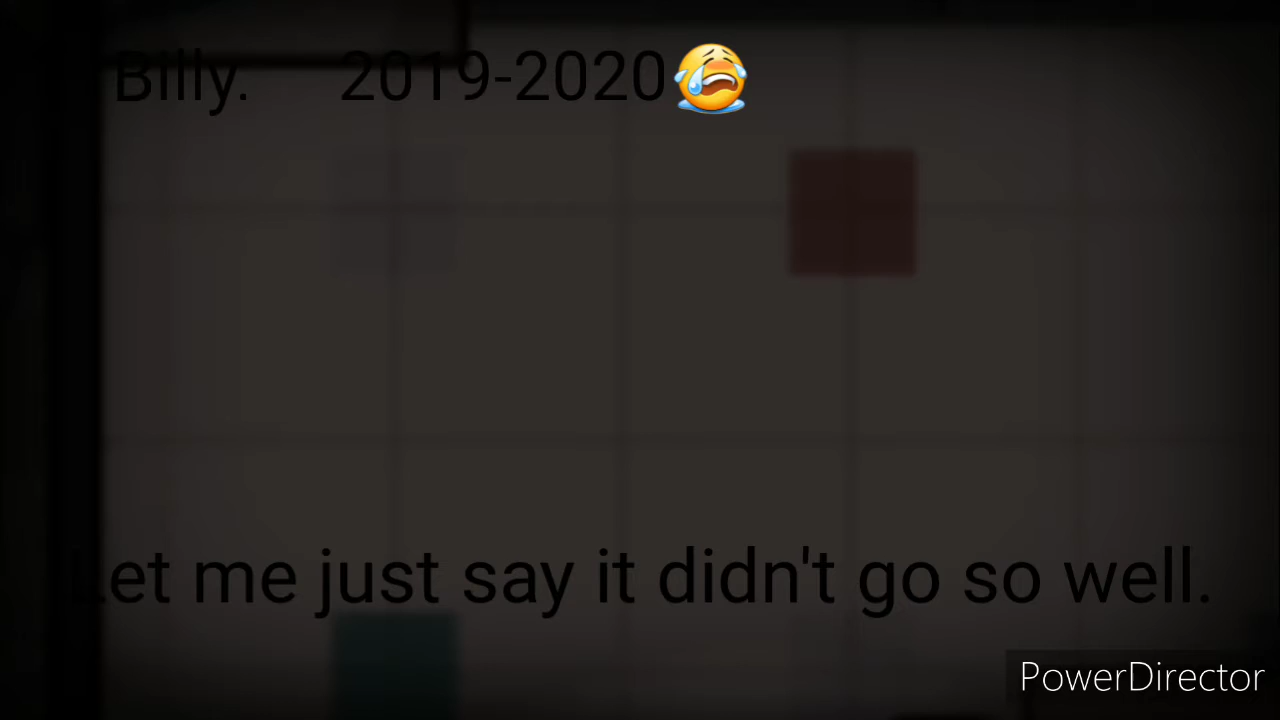 Billy. 2019-2020😭
Let me just say it didn't go so well.
PowerDirector